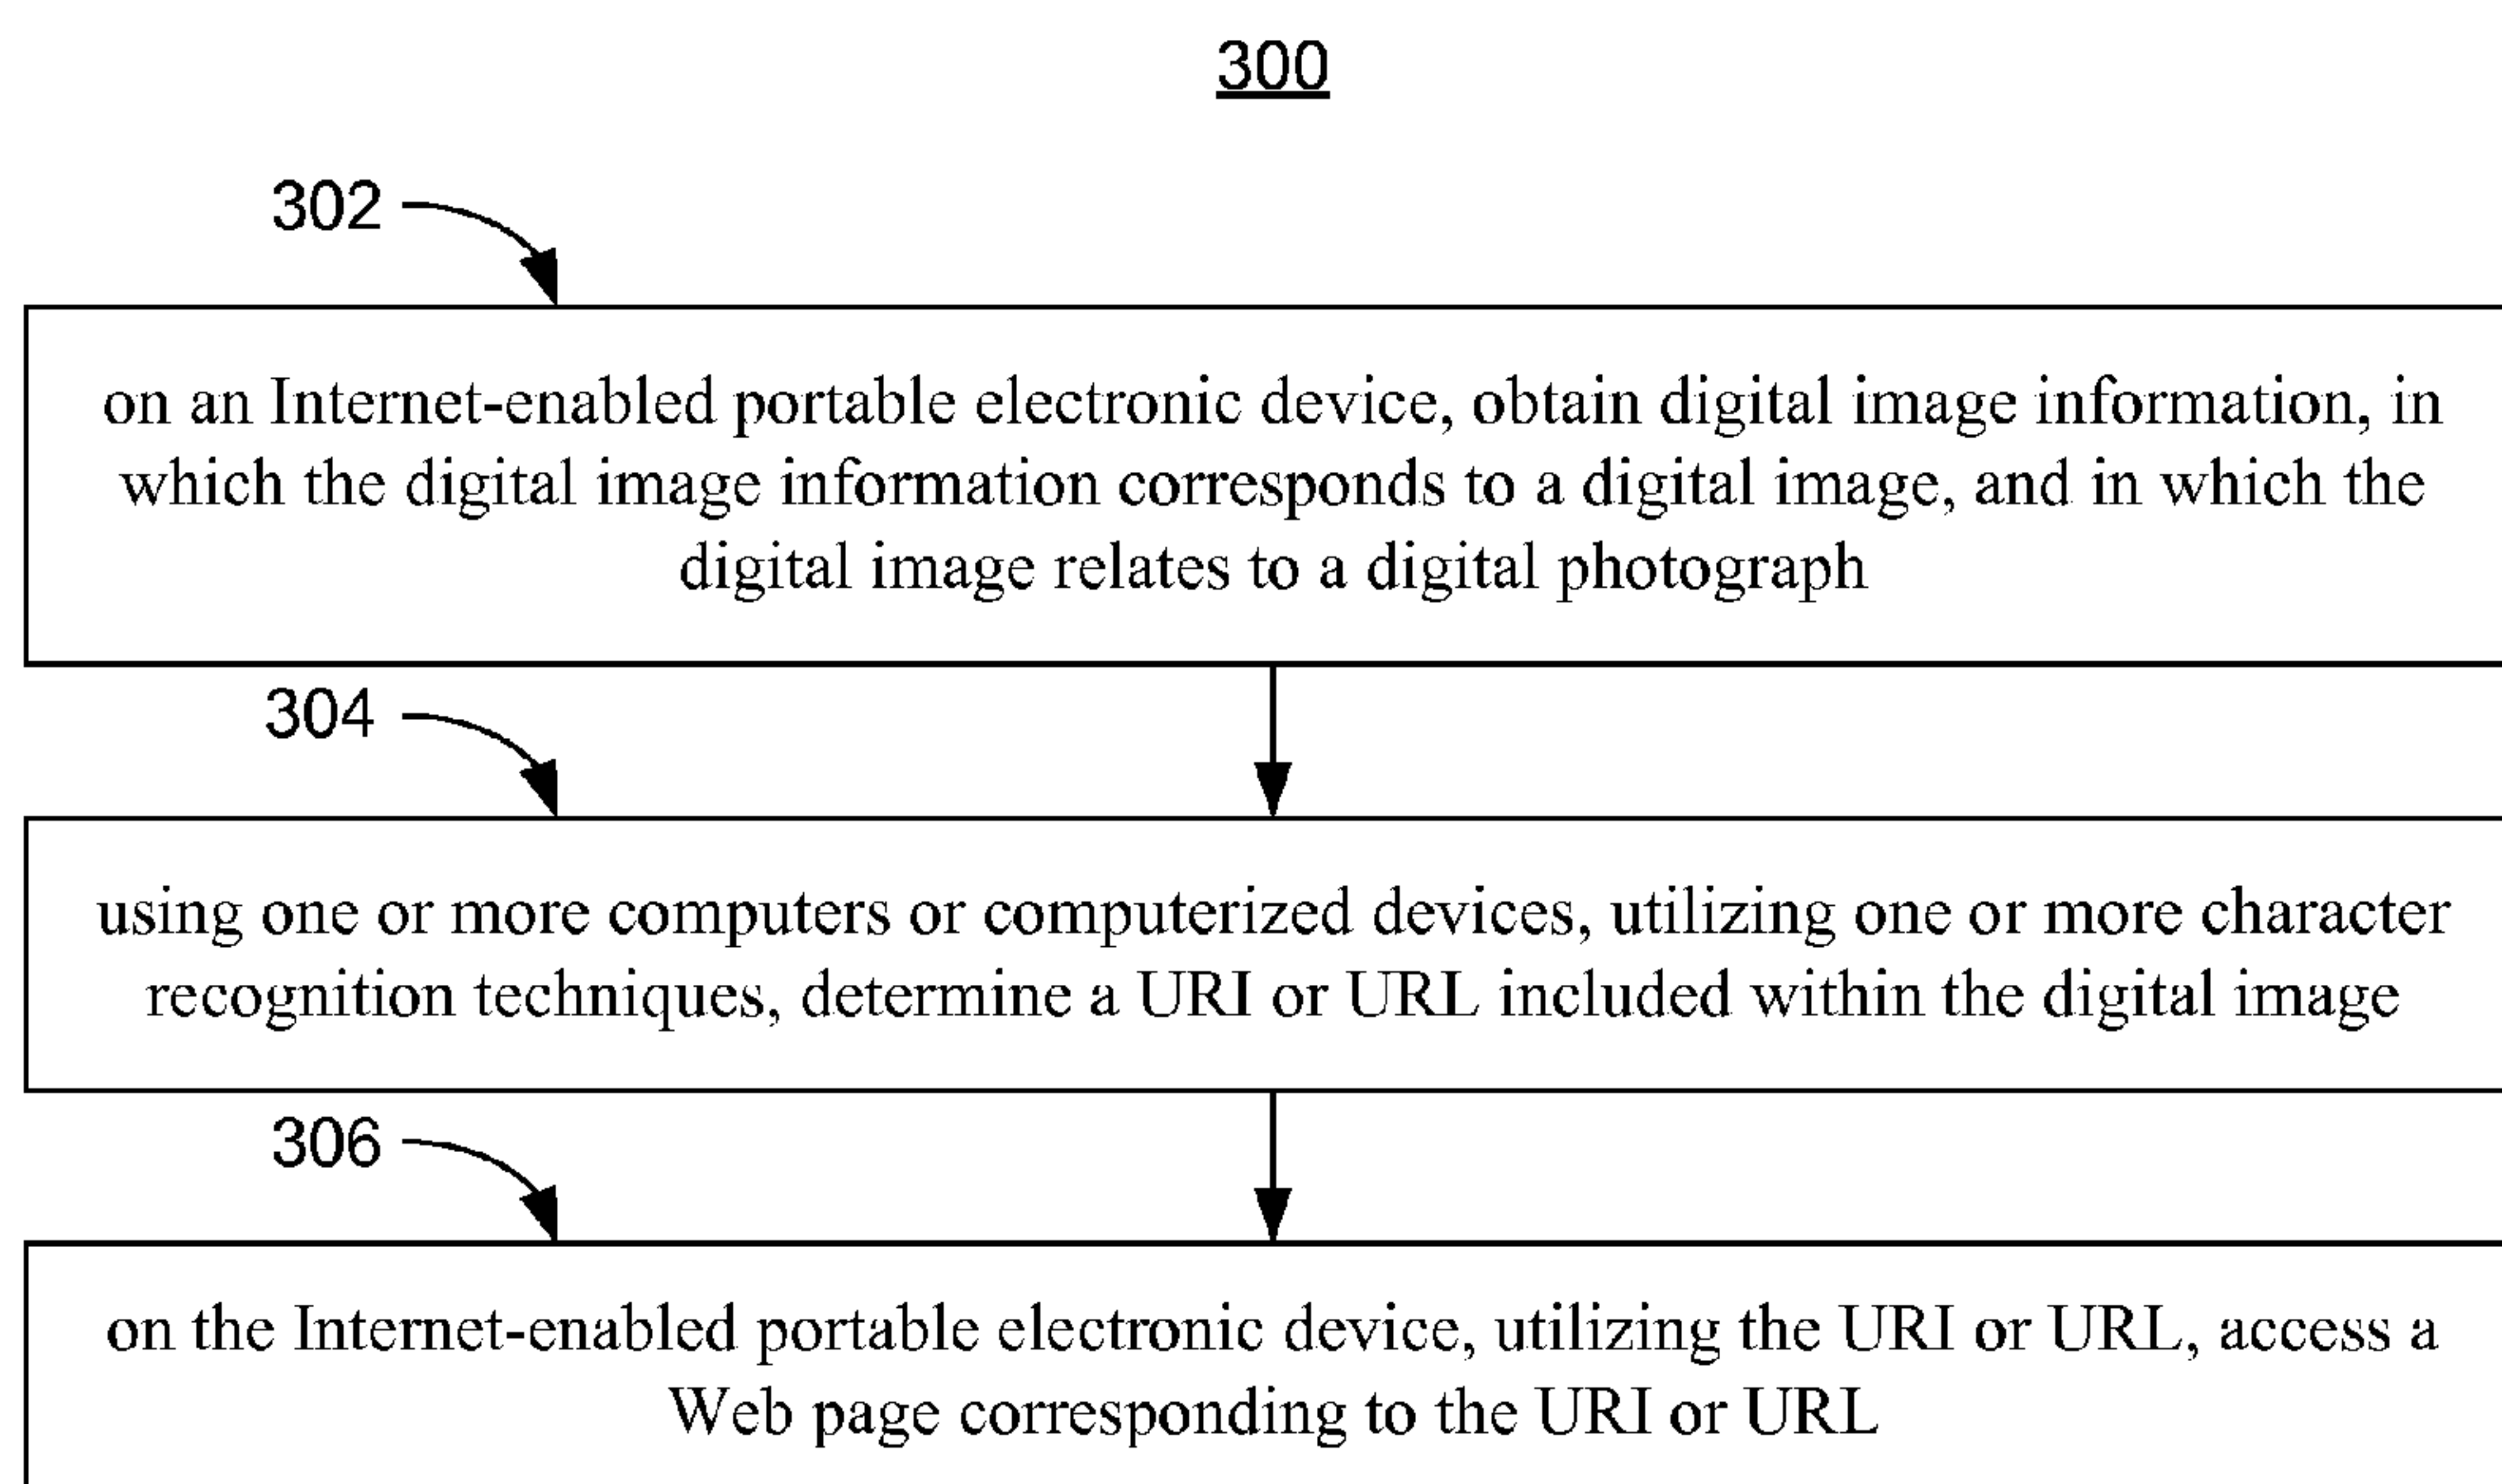 300
302
on an Internet-enabled portable electronic device, obtain digital image information, in
which the digital image information corresponds to a digital image, and in which the
digital image relates to a digital photograph
304
using one or more computers or computerized devices, utilizing one or more character
recognition techniques, determine a URI or URL included within the digital image
306
on the Internet-enabled portable electronic device, utilizing the URI or URL, access a
Web page corresponding to the URI or URL